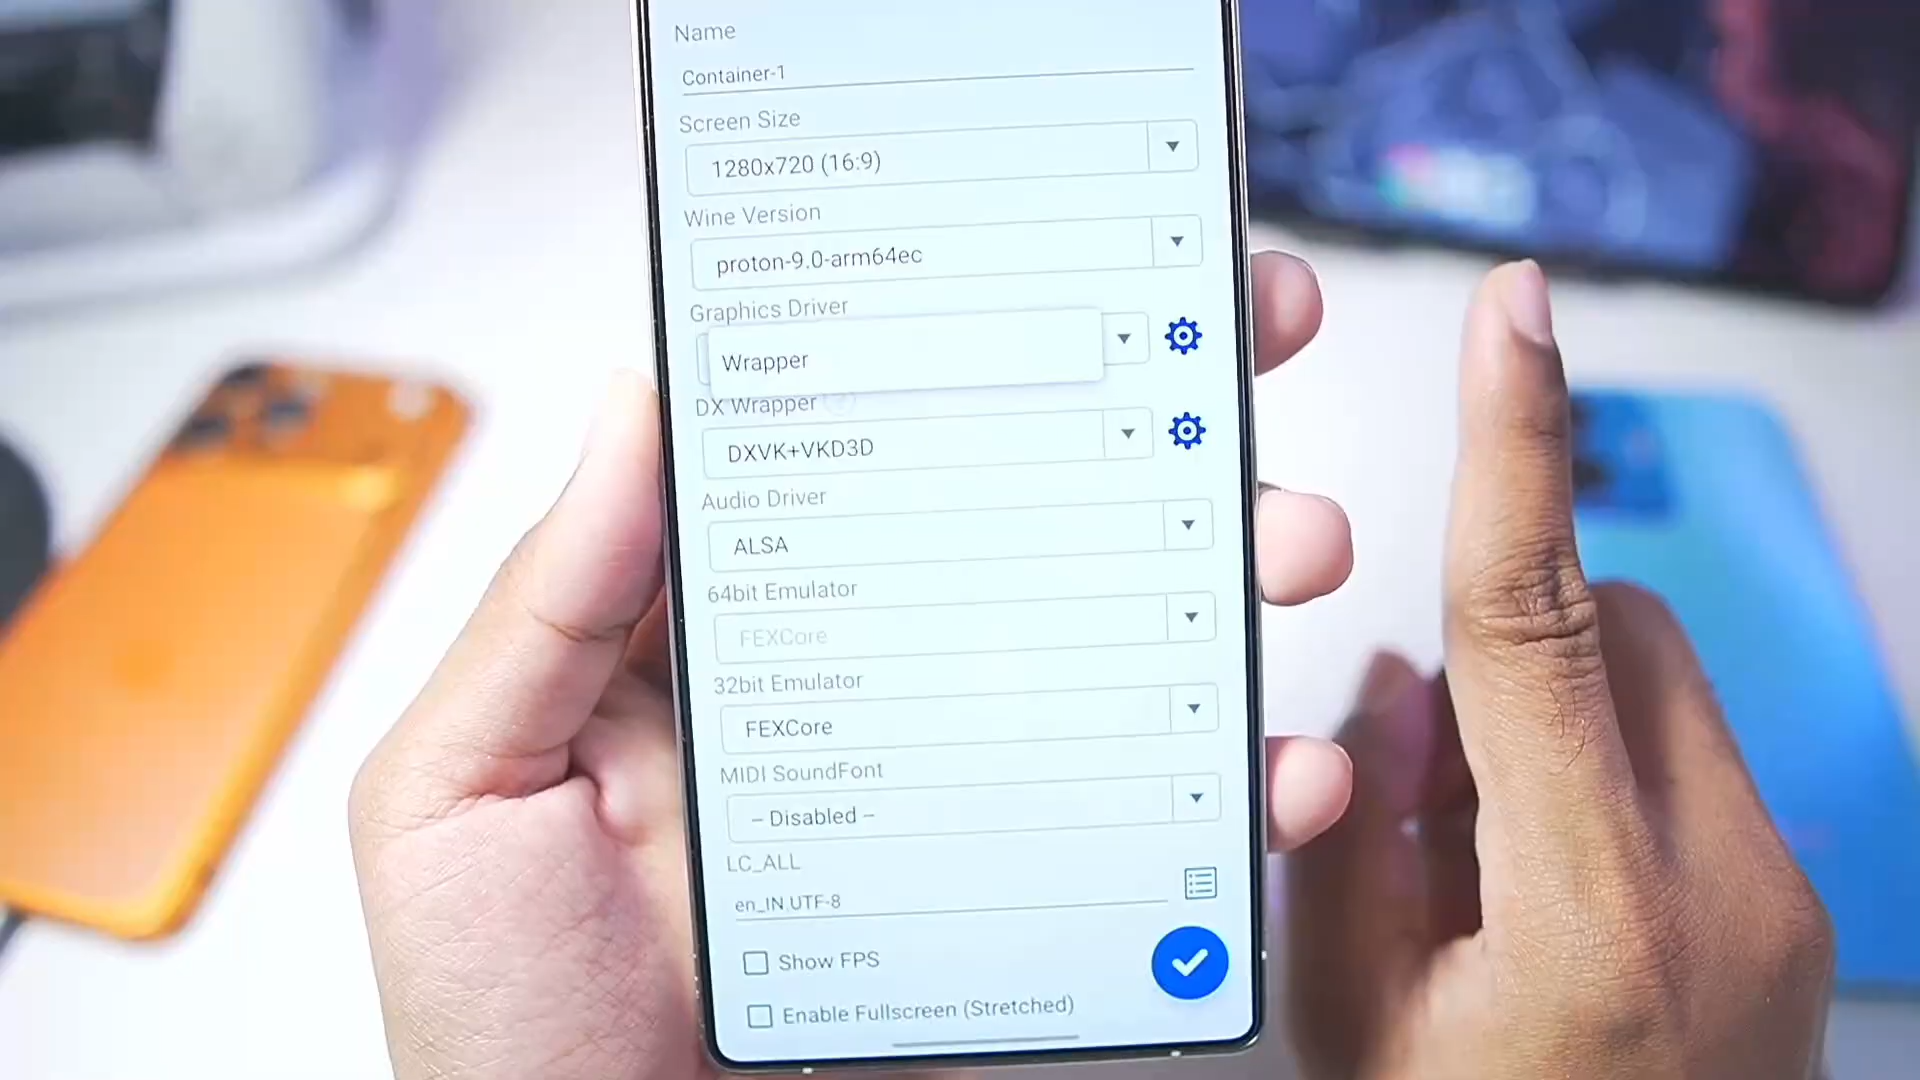 Name
Container-1
Screen Size
1280x720 (16:9)
Wine Version
proton-9.0-arm64ec
Graphics Driver
Wrapper
DX Wrapper
DXVK+VKD3D
Audio Driver
ALSA
64bit Emulator
FEXCore
32bit Emulator
FEXCore
MIDI SoundFont
– Disabled –
LC_ALL
en_IN.UTF-8
Show FPS
Enable Fullscreen (Stretched)